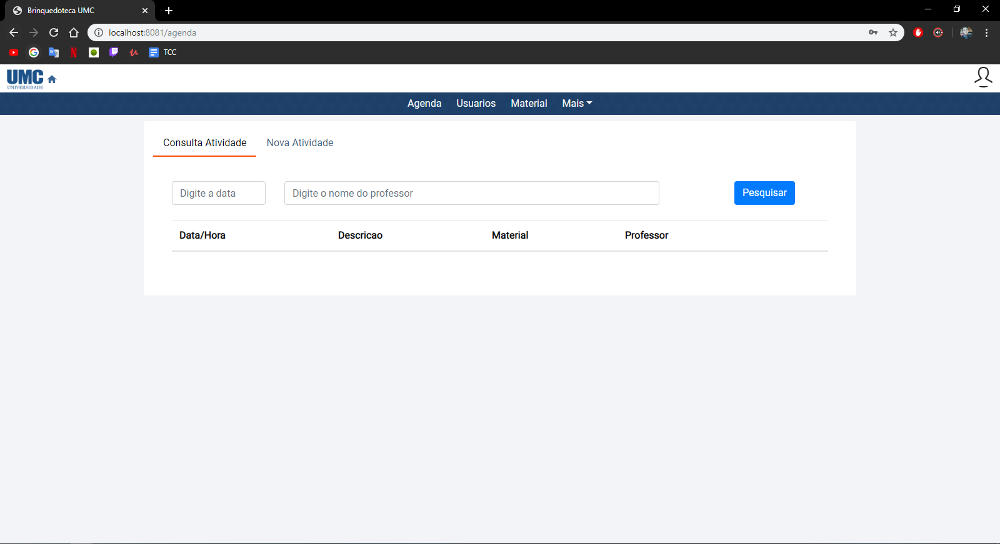 Brinquedoteca UMC
localhost:8081/agenda
TCC
UMC
UNIVERSIDADE
Agenda Usuarios Material Mais
Consulta Atividade Nova Atividade
Digite a data Digite o nome do professor Pesquisar
Data/Hora Descricao Material Professor